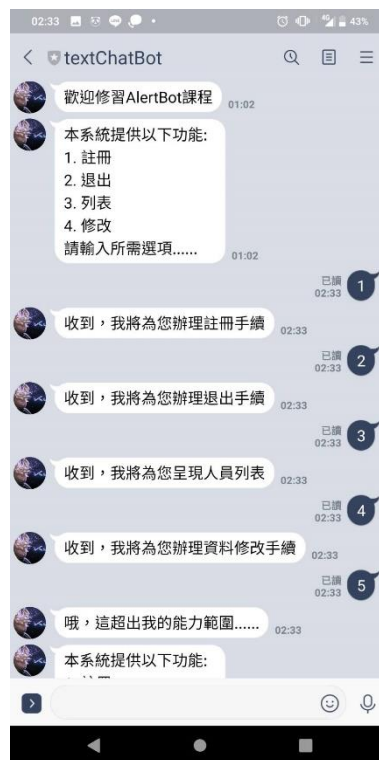 02:33
4G
43%
textChatBot
歡迎修習AlertBot課程
01:02
本系統提供以下功能:
1. 註冊
2. 退出
3. 列表
4. 修改
請輸入所需選項......
01:02
已讀
02:33
1
收到，我將為您辦理註冊手續
02:33
已讀
02:33
2
收到，我將為您辦理退出手續
02:33
已讀
02:33
3
收到，我將為您呈現人員列表
02:33
已讀
02:33
4
收到，我將為您辦理資料修改手續
02:33
已讀
02:33
5
哦，這超出我的能力範圍......
02:33
本系統提供以下功能: